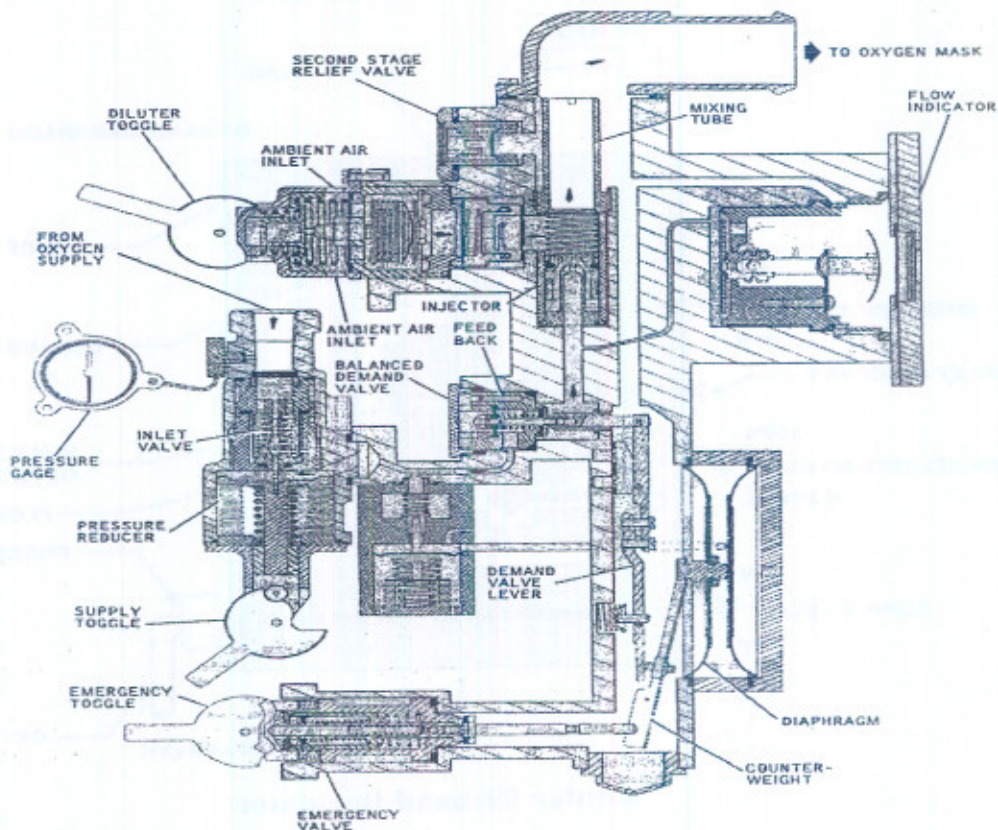 TO OXYGEN MASK
SECOND STAGE
RELIEF VALVE
FLOW
INDICATOR
MIXING
TUBE
DILUTER
TOGGLE
AMBIENT AIR
INLET
FROM
OXYGEN
SUPPLY
INJECTOR
AMBIENT AIR
INLET
FEED
BACK
BALANCED
DEMAND
VALVE
INLET
VALVE
PRESSURE
GAGE
PRESSURE
REDUCER
DEMAND
VALVE
LEVER
SUPPLY
TOGGLE
EMERGENCY
TOGGLE
DIAPHRAGM
COUNTER-
WEIGHT
EMERGENCY
VALVE